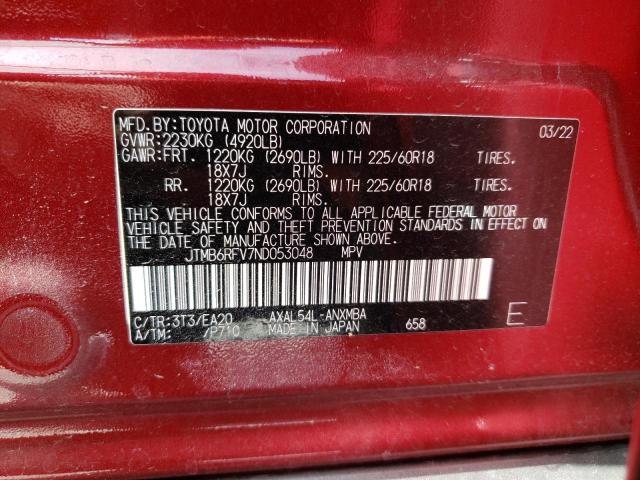 MFD.BY:TOYOTA MOTOR CORPORATION 03/22
GVWR:2230KG (4920LB)
GAWR:FRT. 1220KG (2690LB) WITH 225/60R18 TIRES.
18X7J RIMS.
RR. 1220KG (2690LB) WITH 225/60R18 TIRES.
18X7J RIMS.
THIS VEHICLE CONFORMS TO ALL APPLICABLE FEDERAL MOTOR
VEHICLE SAFETY AND THEFT PREVENTION STANDARDS IN EFFECT ON
THE DATE OF MANUFACTURE SHOWN ABOVE.
JTMB6RFV7ND053048 MPV
C/TR:3T3/EA20 AXAL54L-ANXMBA
A/TM: /P710 MADE IN JAPAN 658 E